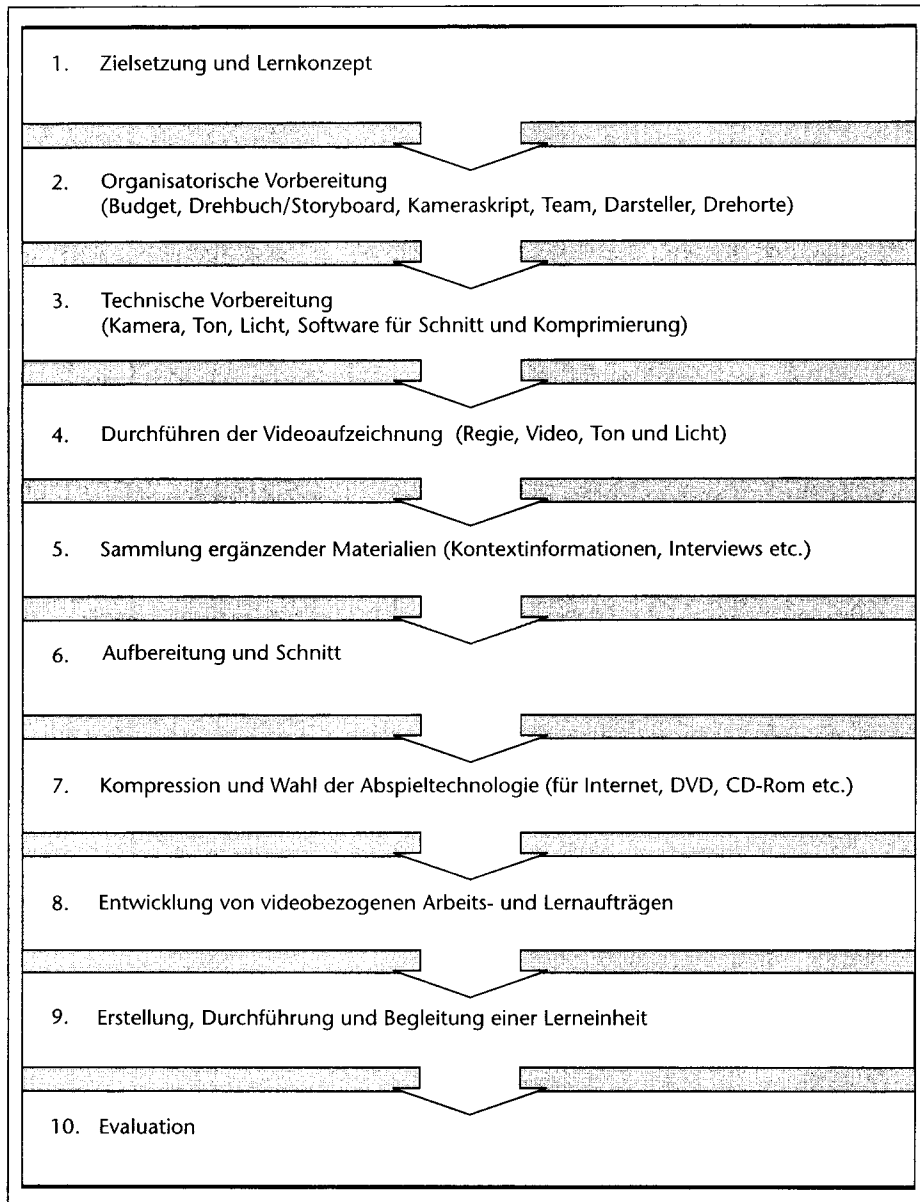 1. Zielsetzung und Lernkonzept
2. Organisatorische Vorbereitung
(Budget, Drehbuch/Storyboard, Kameraskript, Team, Darsteller, Drehorte)
3. Technische Vorbereitung
(Kamera, Ton, Licht, Software für Schnitt und Komprimierung)
4. Durchführen der Videoaufzeichnung (Regie, Video, Ton und Licht)
5. Sammlung ergänzender Materialien (Kontextinformationen, Interviews etc.)
6. Aufbereitung und Schnitt
7. Kompression und Wahl der Abspieltechnologie (für Internet, DVD, CD-Rom etc.)
8. Entwicklung von videobezogenen Arbeits- und Lernaufträgen
9. Erstellung, Durchführung und Begleitung einer Lerneinheit
10. Evaluation